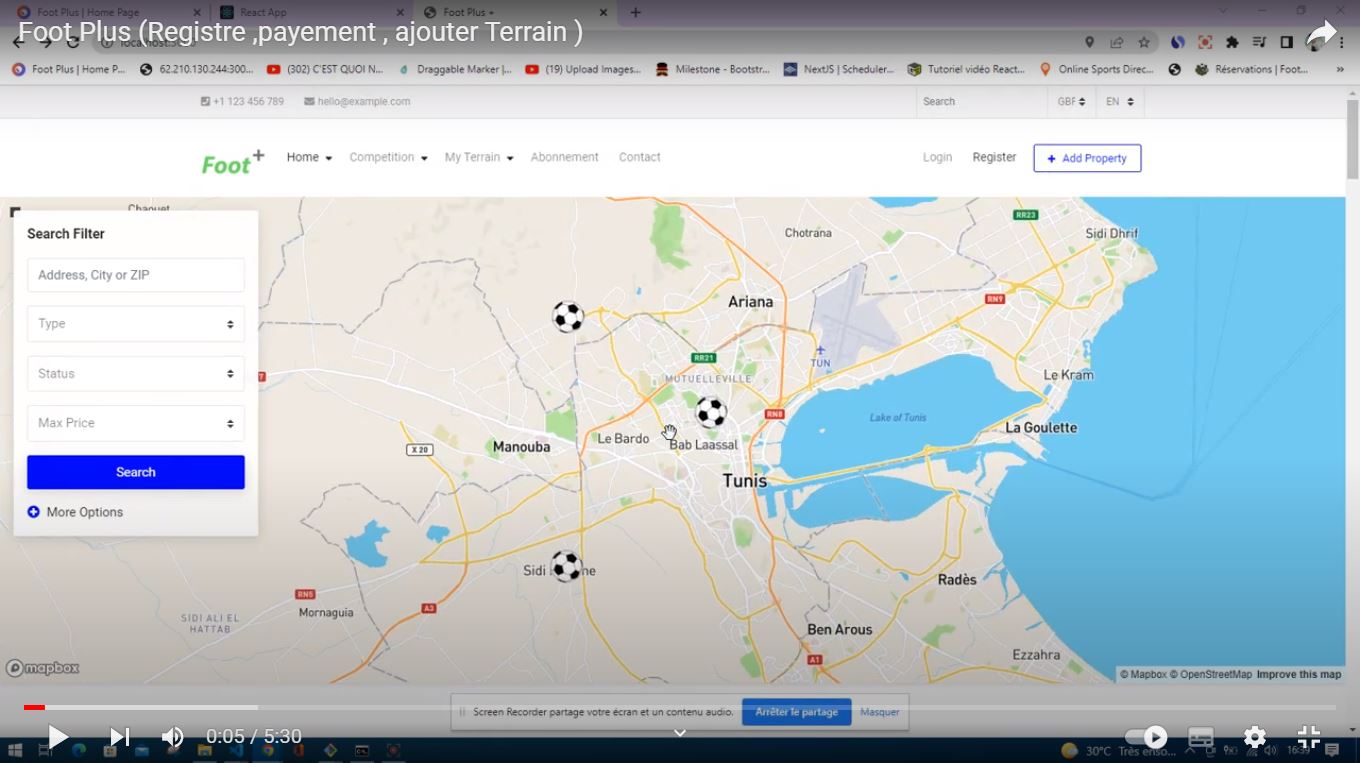 Foot Plus | Home Page
React App
Foot Plus +
Foot Plus (Registre ,payement , ajouter Terrain )
Foot Plus | Home P...
62.210.130.244:300...
(302) C'EST QUOI N...
Draggable Marker |...
(19) Upload Images...
Milestone - Bootstr...
NextJS | Scheduler...
Tutoriel vidéo React...
Online Sports Direc...
Réservations | Foot...
+1 123 456 789
hello@example.com
Search
GBF
EN
Foot+
Home
Competition
My Terrain
Abonnement
Contact
Login
Register
+ Add Property
Search Filter
Address, City or ZIP
Type
Status
Max Price
Search
More Options
Chaouet
Chotrana
RR23
Sidi Dhrif
Ariana
RN9
RR21
TUN
MUTUELLEVILLE
Le Kram
RN8
Lake of Tunis
La Goulette
Le Bardo
Bab Laassal
Manouba
X 20
Tunis
7
Sidi
ne
Radès
RN5
Mornaguia
A3
SIDI ALI EL
HATTAB
Ben Arous
Ezzahra
A1
mapbox
© Mapbox © OpenStreetMap Improve this map
Screen Recorder partage votre écran et un contenu audio.
Arrêter le partage
Masquer
0:05 / 5:30
30°C Très enso...